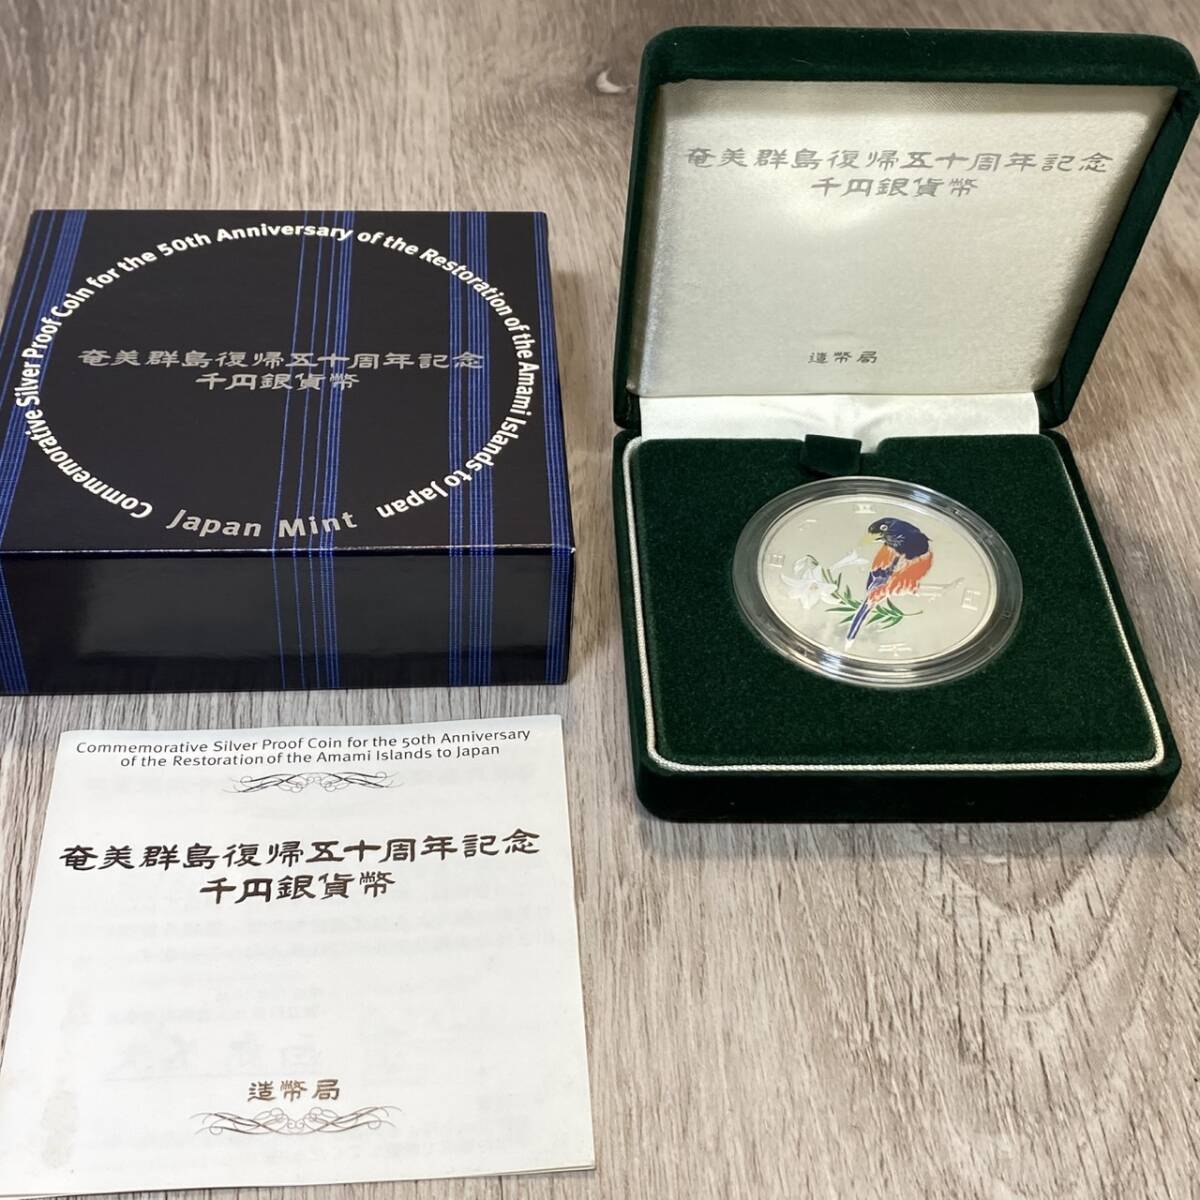 Commemorative Silver Proof Coin for the 50th Anniversary of the Restoration of the Amami Islands to Japan
奄美群島復帰五十周年記念
千円銀貨幣
Japan Mint
奄美群島復帰五十周年記念
千円銀貨幣
造幣局
日
千
円
Commemorative Silver Proof Coin for the 50th Anniversary
of the Restoration of the Amami Islands to Japan
奄美群島復帰五十周年記念
千円銀貨幣
造幣局